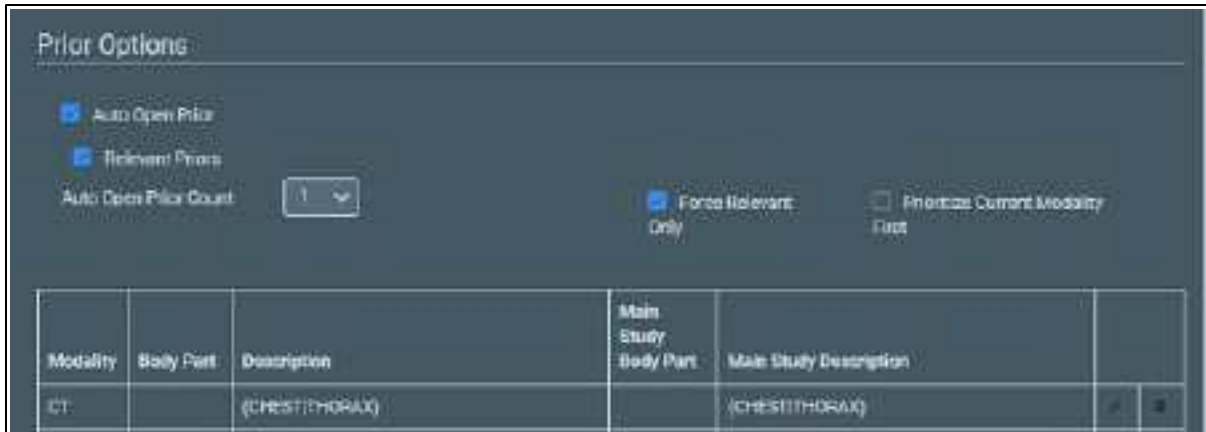 Prior Options
Auto Open Prior
Relevant Priors
Auto Open Prior Count 1
Force Relevant Only
Prioritize Current Modality First
Modality Body Part Description Main Study Body Part Main Study Description
CT (CHEST|THORAX) (CHEST|THORAX)